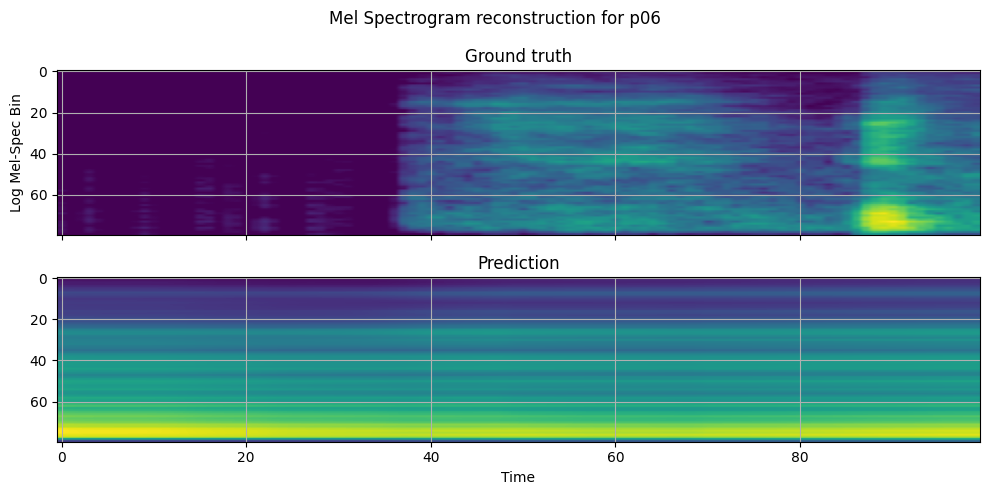 Mel Spectrogram reconstruction for p06
Ground truth
0
20
40
60
Log Mel-Spec Bin
Prediction
0
20
40
60
0 20 40 60 80
Time